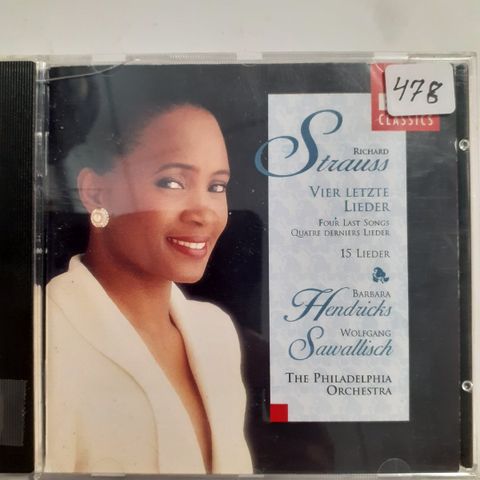 478
CLASSICS
RICHARD
Strauss
VIER LETZTE
LIEDER
FOUR LAST SONGS
QUATRE DERNIERS LIEDER
15 LIEDER
BARBARA
Hendricks
WOLFGANG
Sawallisch
THE PHILADELPHIA
ORCHESTRA